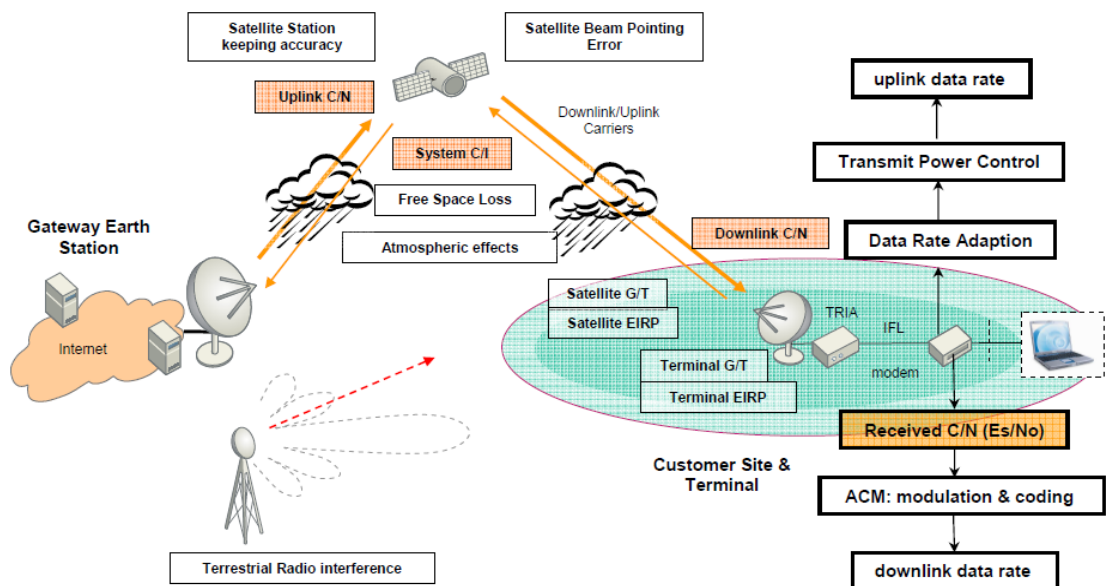 Satellite Station
keeping accuracy
Satellite Beam Pointing
Error
Uplink C/N
Downlink/Uplink
Carriers
System C/I
Free Space Loss
Atmospheric effects
Downlink C/N
uplink data rate
Transmit Power Control
Data Rate Adaption
Gateway Earth
Station
Internet
Satellite G/T
Satellite EIRP
TRIA
IFL
modem
Terminal G/T
Terminal EIRP
Received C/N (Es/No)
Customer Site &
Terminal
ACM: modulation & coding
downlink data rate
Terrestrial Radio interference